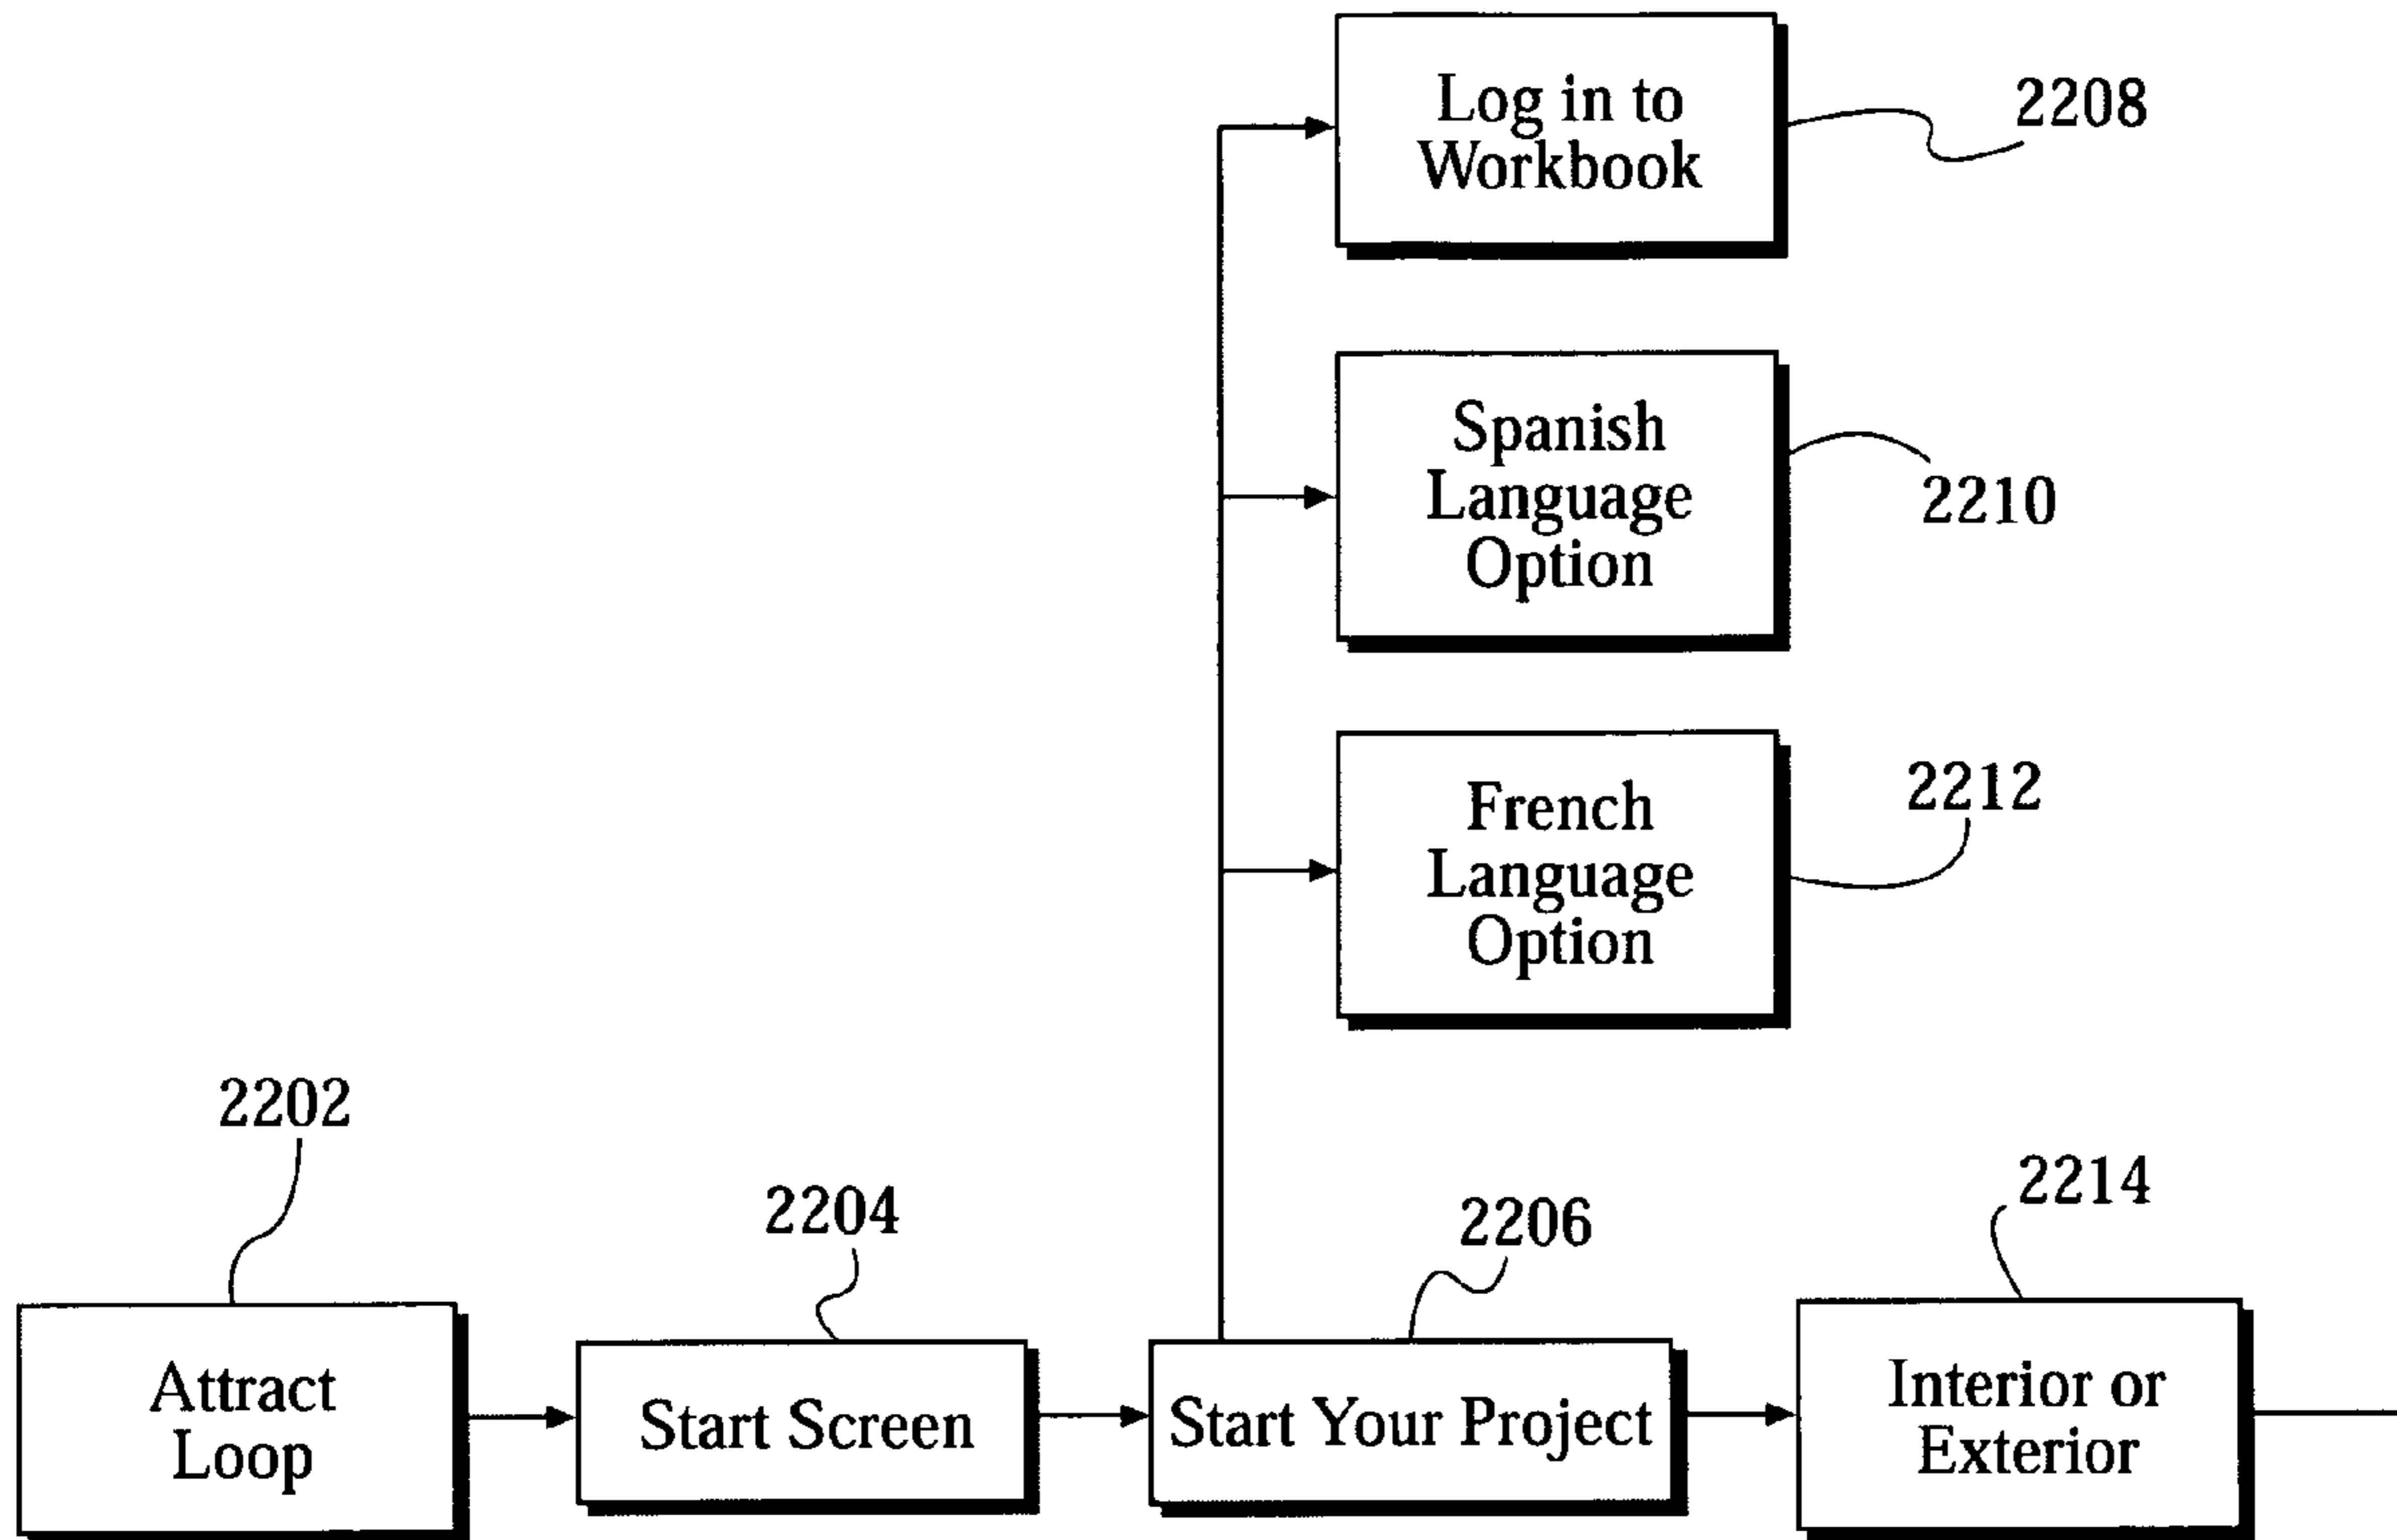 Log in to
Workbook
2208
Spanish
Language
Option
2210
French
Language
Option
2212
2202
2204
2206
2214
Attract
Loop
Start Screen
Start Your Project
Interior or
Exterior